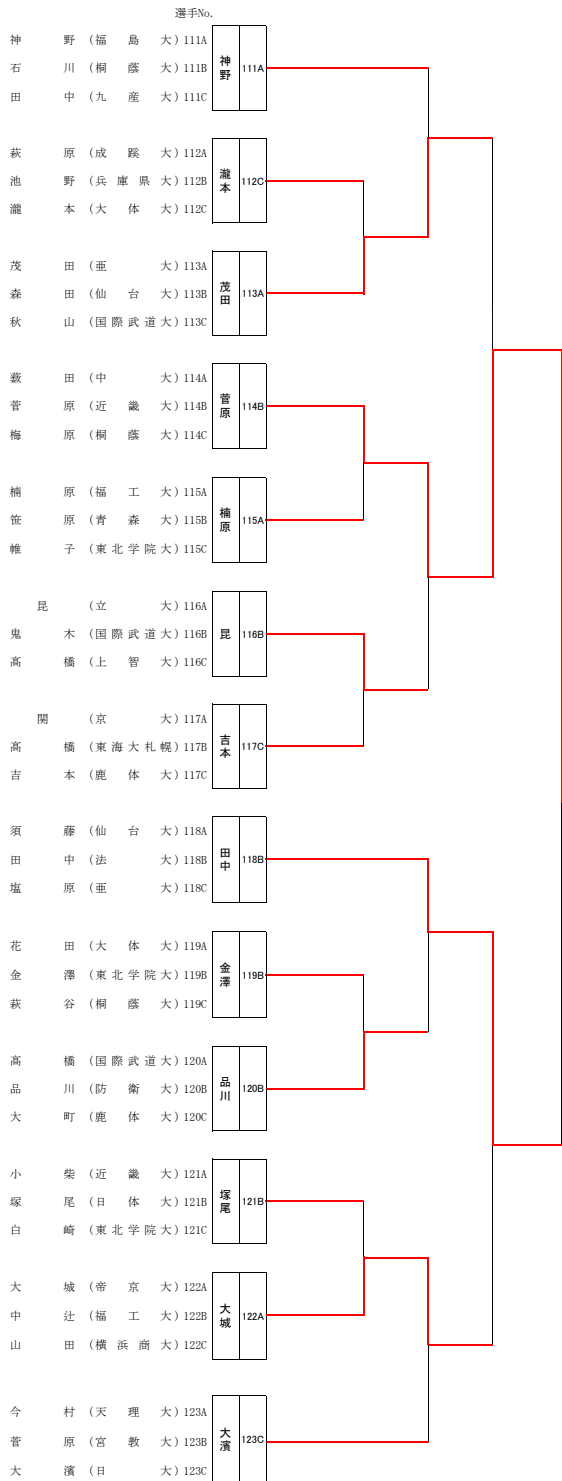 選手No.
神野（福島大）111A
石川（桐蔭大）111B
田中（九産大）111C
神野 111A
萩原（成蹊大）112A
池野（兵庫県大）112B
瀧本（大体大）112C
瀧本 112C
茂田（亜大）113A
森田（仙台大）113B
秋山（国際武道大）113C
茂田 113A
藪田（中大）114A
菅原（近畿大）114B
梅原（桐蔭大）114C
菅原 114B
楠原（福工大）115A
笹原（青森大）115B
帷子（東北学院大）115C
楠原 115A
昆（立大）116A
鬼木（国際武道大）116B
髙橋（上智大）116C
昆 116B
関（京大）117A
髙橋（東海大札幌）117B
吉本（鹿体大）117C
吉本 117C
須藤（仙台大）118A
田中（法大）118B
塩原（亜大）118C
田中 118B
花田（大体大）119A
金澤（東北学院大）119B
萩谷（桐蔭大）119C
金澤 119B
髙橋（国際武道大）120A
品川（防衛大）120B
大町（鹿体大）120C
品川 120B
小柴（近畿大）121A
塚尾（日体大）121B
白崎（東北学院大）121C
塚尾 121B
大城（帝京大）122A
中辻（福工大）122B
山田（横浜商大）122C
大城 122A
今村（天理大）123A
菅原（宮教大）123B
大濱（日大）123C
大濱 123C